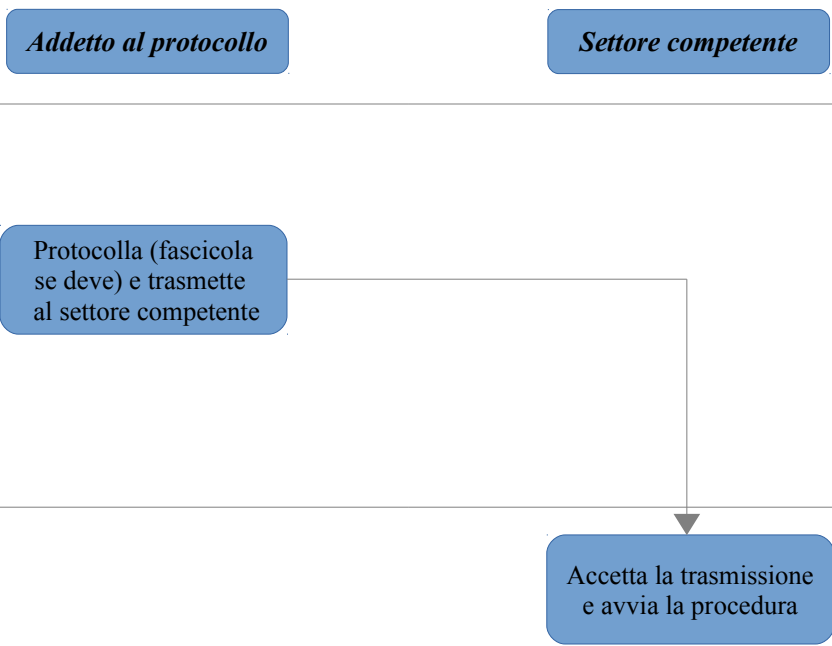 Addetto al protocollo
Settore competente
Protocolla (fascicola
se deve) e trasmette
al settore competente
Accetta la trasmissione
e avvia la procedura